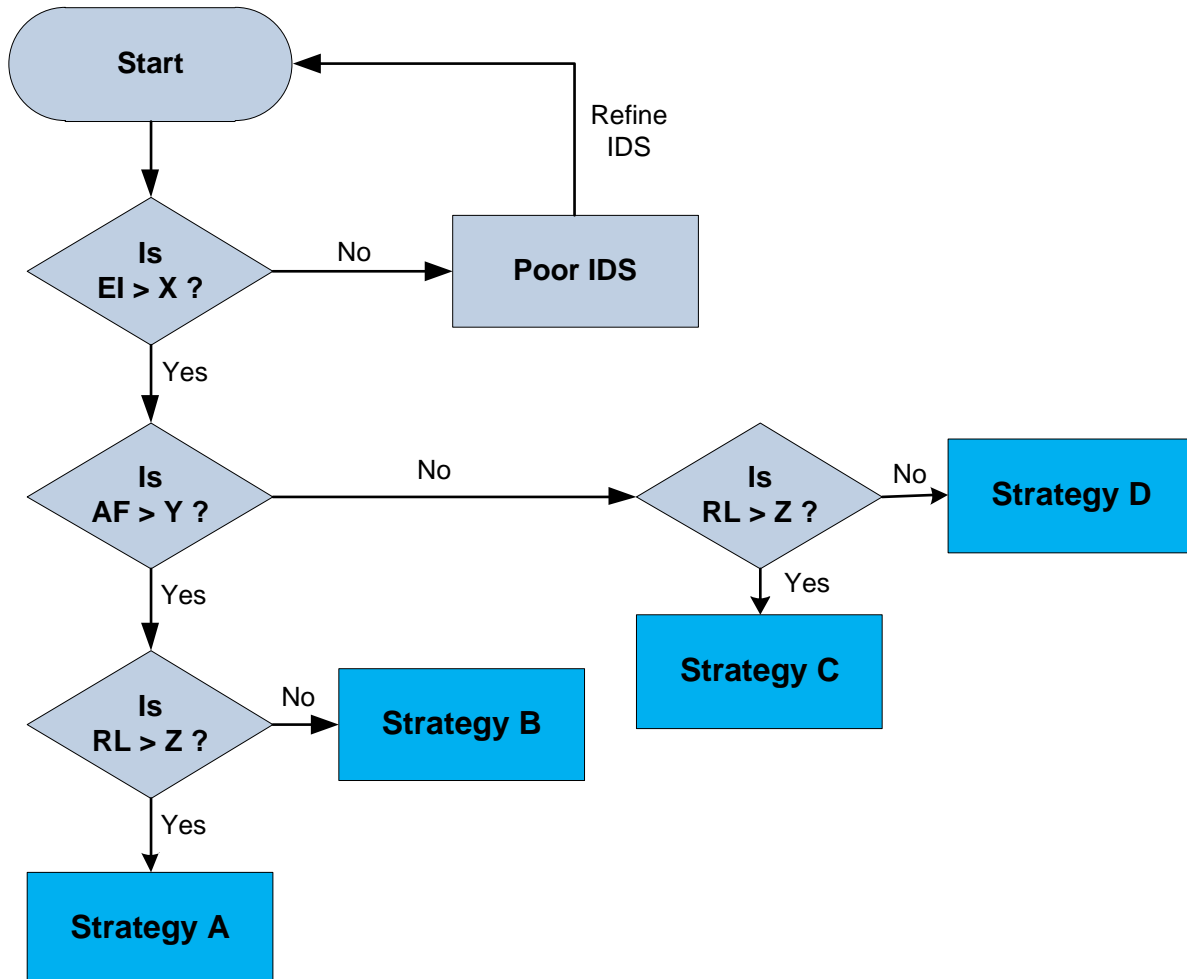 Start
Refine
IDS
Is
EI > X ?
No
Poor IDS
Yes
Is
AF > Y ?
No
Is
RL > Z ?
No
Strategy D
Yes
Yes
Strategy C
Is
RL > Z ?
No
Strategy B
Yes
Strategy A